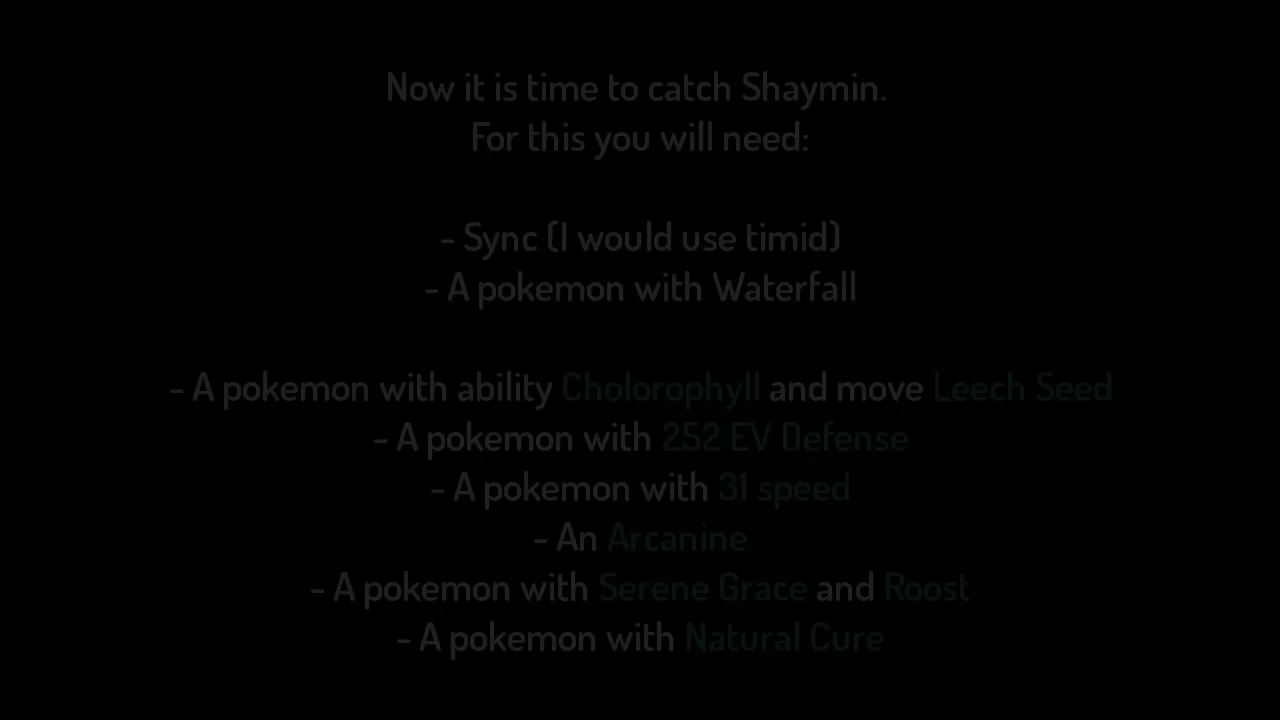 Now it is time to catch Shaymin.
For this you will need:
- Sync (I would use timid)
- A pokemon with Waterfall
- A pokemon with ability Cholorophyll and move Leech Seed
- A pokemon with 252 EV Defense
- A pokemon with 31 speed
- An Arcanine
- A pokemon with Serene Grace and Roost
- A pokemon with Natural Cure